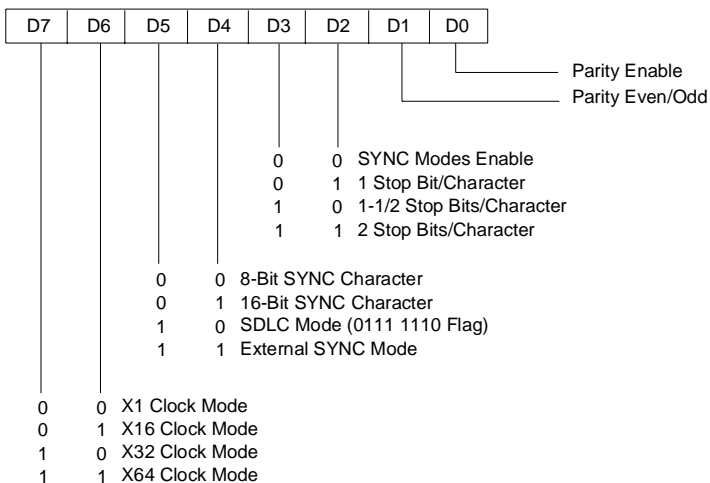 D7 D6 D5 D4 D3 D2 D1 D0
Parity Enable
Parity Even/Odd
0 0 SYNC Modes Enable
0 1 1 Stop Bit/Character
1 0 1-1/2 Stop Bits/Character
1 1 2 Stop Bits/Character
0 0 8-Bit SYNC Character
0 1 16-Bit SYNC Character
1 0 SDLC Mode (0111 1110 Flag)
1 1 External SYNC Mode
0 0 X1 Clock Mode
0 1 X16 Clock Mode
1 0 X32 Clock Mode
1 1 X64 Clock Mode